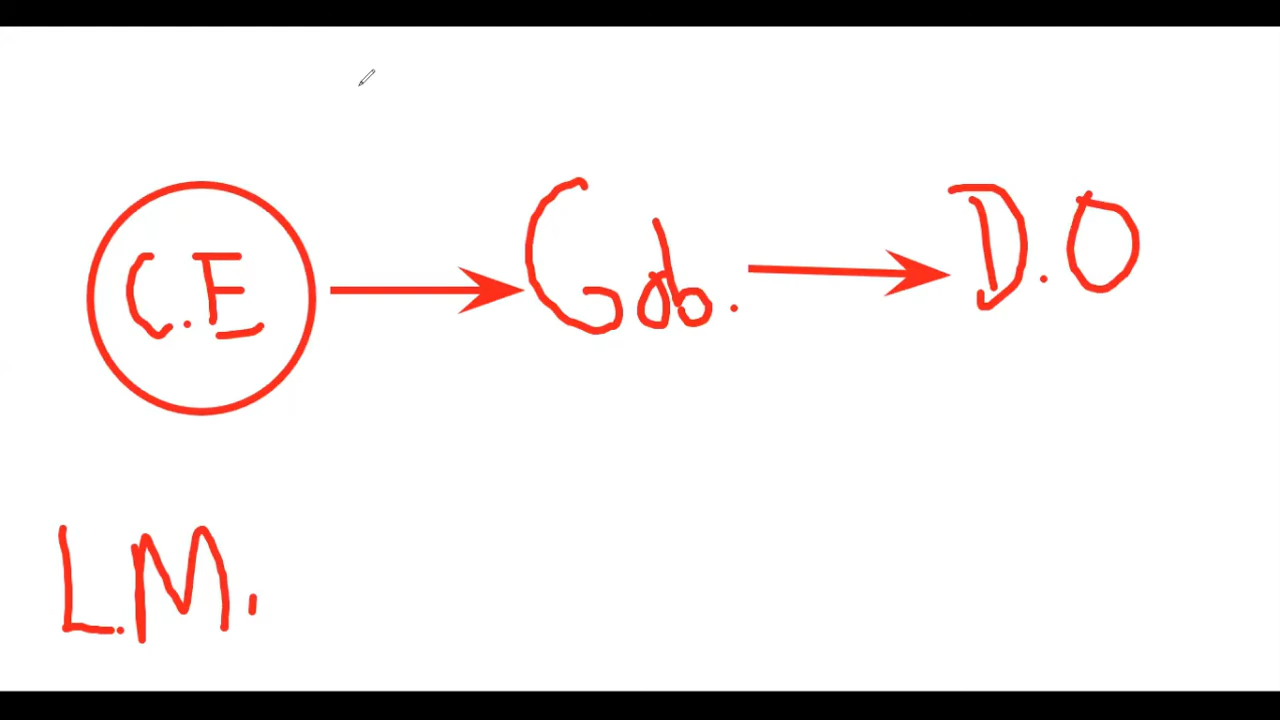 C.E → Gob. → D.O
L.M.